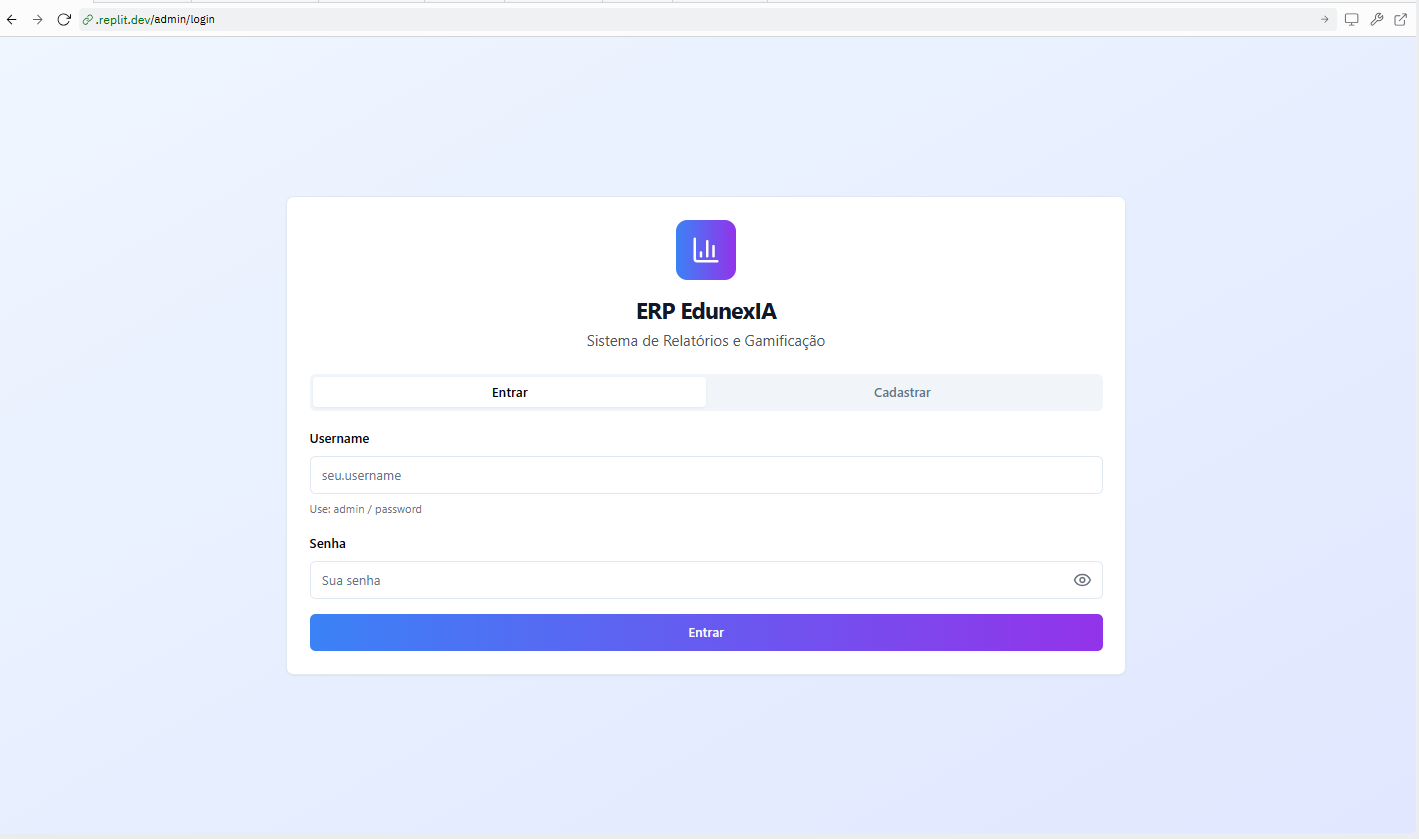 .replit.dev/admin/login
ERP EdunexIA
Sistema de Relatórios e Gamificação
Entrar
Cadastrar
Username
seu.username
Use: admin / password
Senha
Sua senha
Entrar